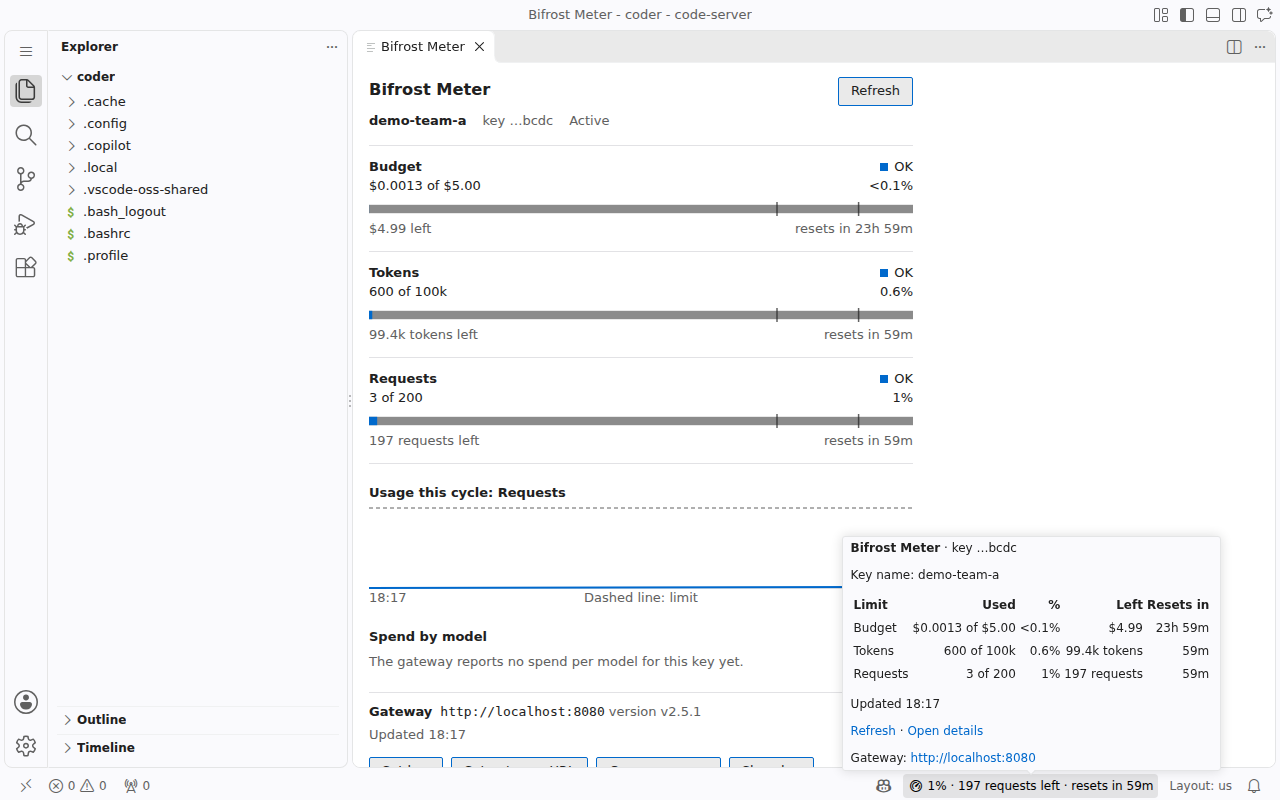 Bifrost Meter - coder - code-server
Explorer
coder
.cache
.config
.copilot
.local
.vscode-oss-shared
$ .bash_logout
$ .bashrc
$ .profile
Outline
Timeline
Bifrost Meter
Bifrost Meter
Refresh
demo-team-a key ...bcdc Active
Budget OK
$0.0013 of $5.00 <0.1%
$4.99 left resets in 23h 59m
Tokens OK
600 of 100k 0.6%
99.4k tokens left resets in 59m
Requests OK
3 of 200 1%
197 requests left resets in 59m
Usage this cycle: Requests
18:17 Dashed line: limit
Spend by model
The gateway reports no spend per model for this key yet.
Gateway http://localhost:8080 version v2.5.1
Updated 18:17
Bifrost Meter · key ...bcdc
Key name: demo-team-a
Limit Used % Left Resets in
Budget $0.0013 of $5.00 <0.1% $4.99 23h 59m
Tokens 600 of 100k 0.6% 99.4k tokens 59m
Requests 3 of 200 1% 197 requests 59m
Updated 18:17
Refresh · Open details
Gateway: http://localhost:8080
0 0 0
1% · 197 requests left · resets in 59m
Layout: us